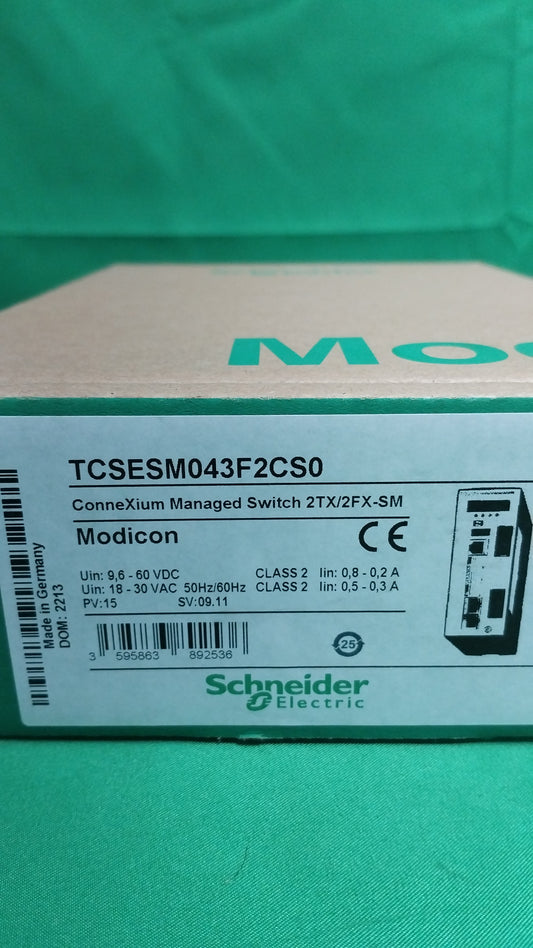 TCSESM043F2CS0
ConneXium Managed Switch 2TX/2FX-SM
Modicon
CE
Uin: 9,6 - 60 VDC CLASS 2 Iin: 0,8 - 0,2 A
Uin: 18 - 30 VAC 50Hz/60Hz CLASS 2 Iin: 0,5 - 0,3 A
PV:15 SV:09.11
3 595863 892536
25
Schneider
Electric
Made in Germany
DOM: 2213